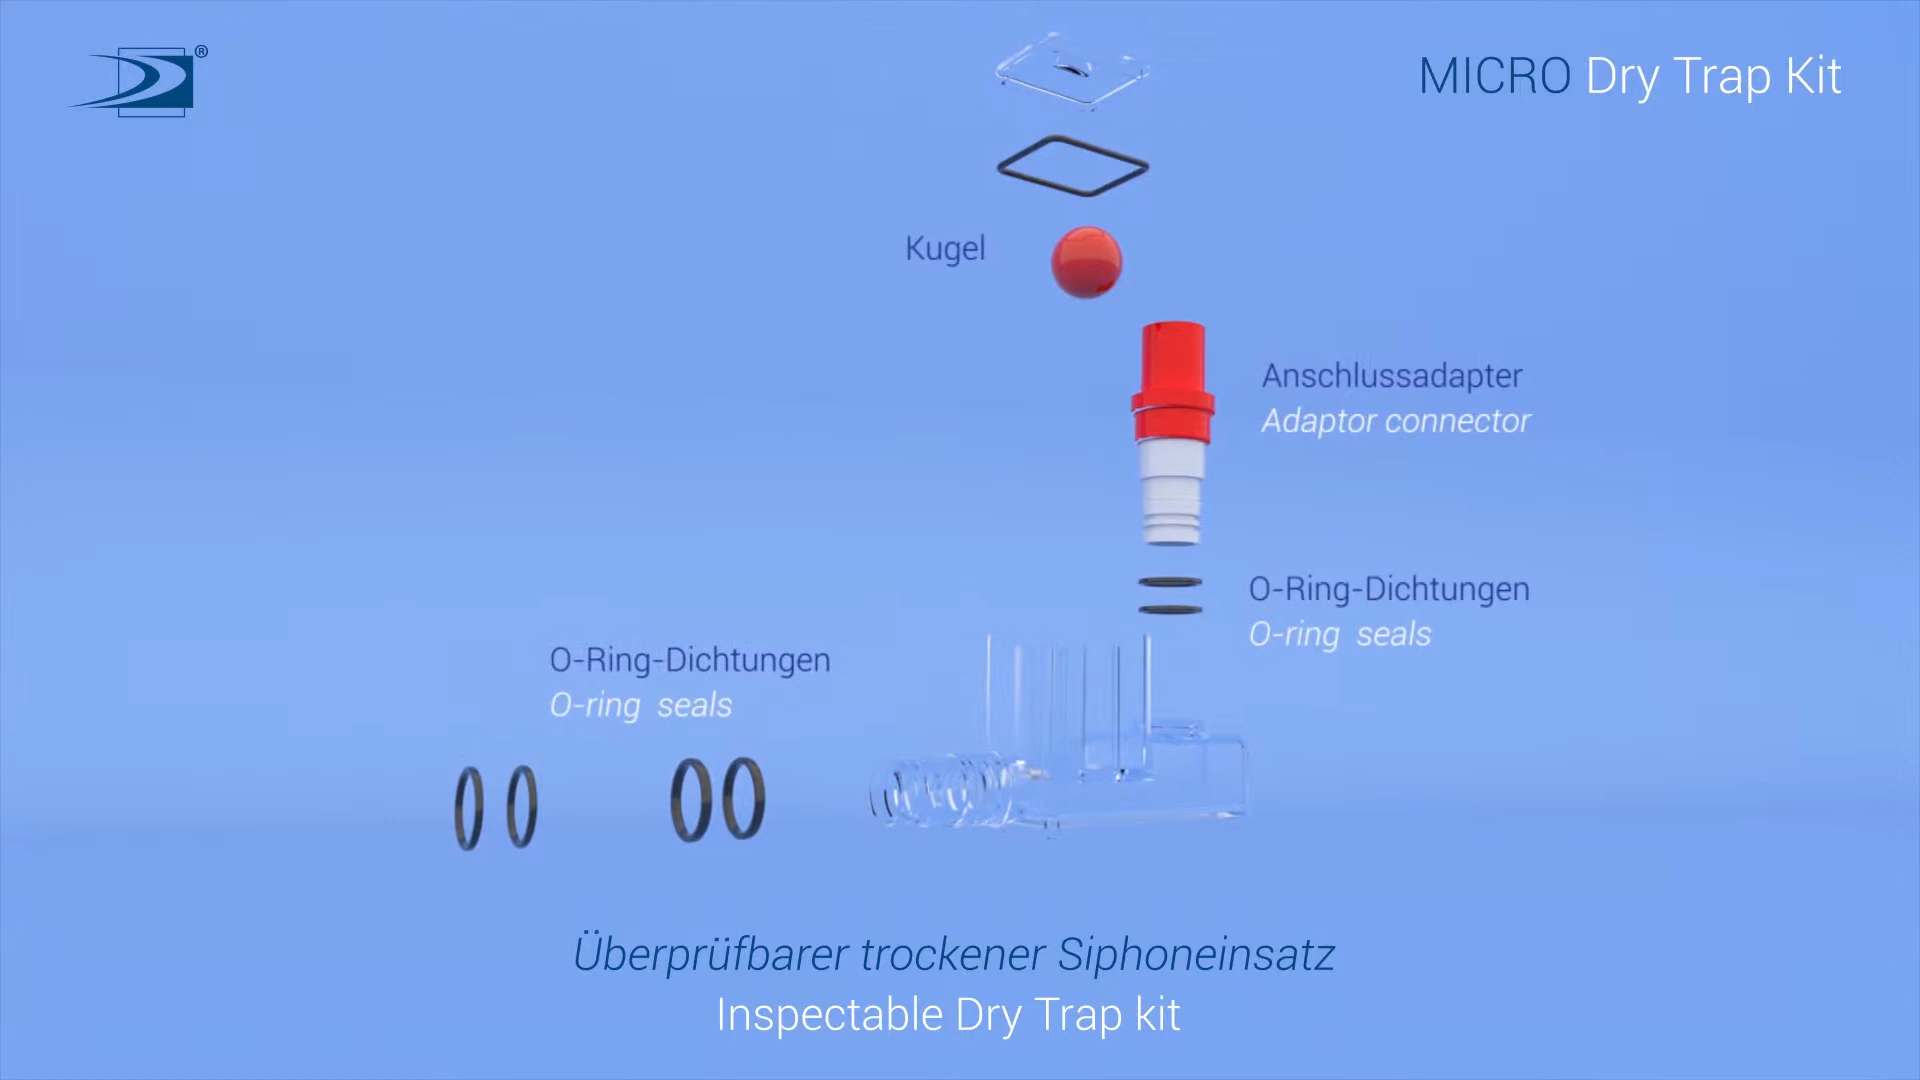 ®
MICRO Dry Trap Kit
Kugel
Anschlussadapter
Adaptor connector
O-Ring-Dichtungen
O-ring seals
O-Ring-Dichtungen
O-ring seals
Überprüfbarer trockener Siphoneinsatz
Inspectable Dry Trap kit